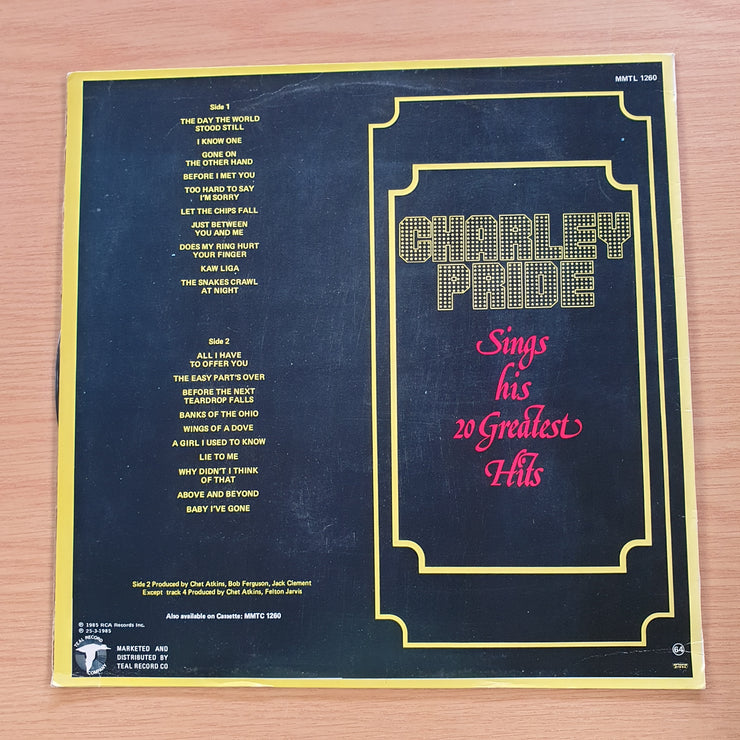 MMTL 1260
Side 1
THE DAY THE WORLD
STOOD STILL
I KNOW ONE
GONE ON
THE OTHER HAND
BEFORE I MET YOU
TOO HARD TO SAY
I'M SORRY
LET THE CHIPS FALL
JUST BETWEEN
YOU AND ME
DOES MY RING HURT
YOUR FINGER
KAW LIGA
THE SNAKES CRAWL
AT NIGHT
Side 2
ALL I HAVE
TO OFFER YOU
THE EASY PART'S OVER
BEFORE THE NEXT
TEARDROP FALLS
BANKS OF THE OHIO
WINGS OF A DOVE
A GIRL I USED TO KNOW
LIE TO ME
WHY DIDN'T I THINK
OF THAT
ABOVE AND BEYOND
BABY I'VE GONE
Side 2 Produced by Chet Atkins, Bob Ferguson, Jack Clement
Except track 4 Produced by Chet Atkins, Felton Jarvis
Also available on Cassette: MMTC 1260
℗ 1985 RCA Records Inc.
© 25-3-1985
TEAL RECORD
COMPANY
MARKETED AND
DISTRIBUTED BY
TEAL RECORD CO
CHARLEY
PRIDE
Sings
his
20 Greatest
Hits
64